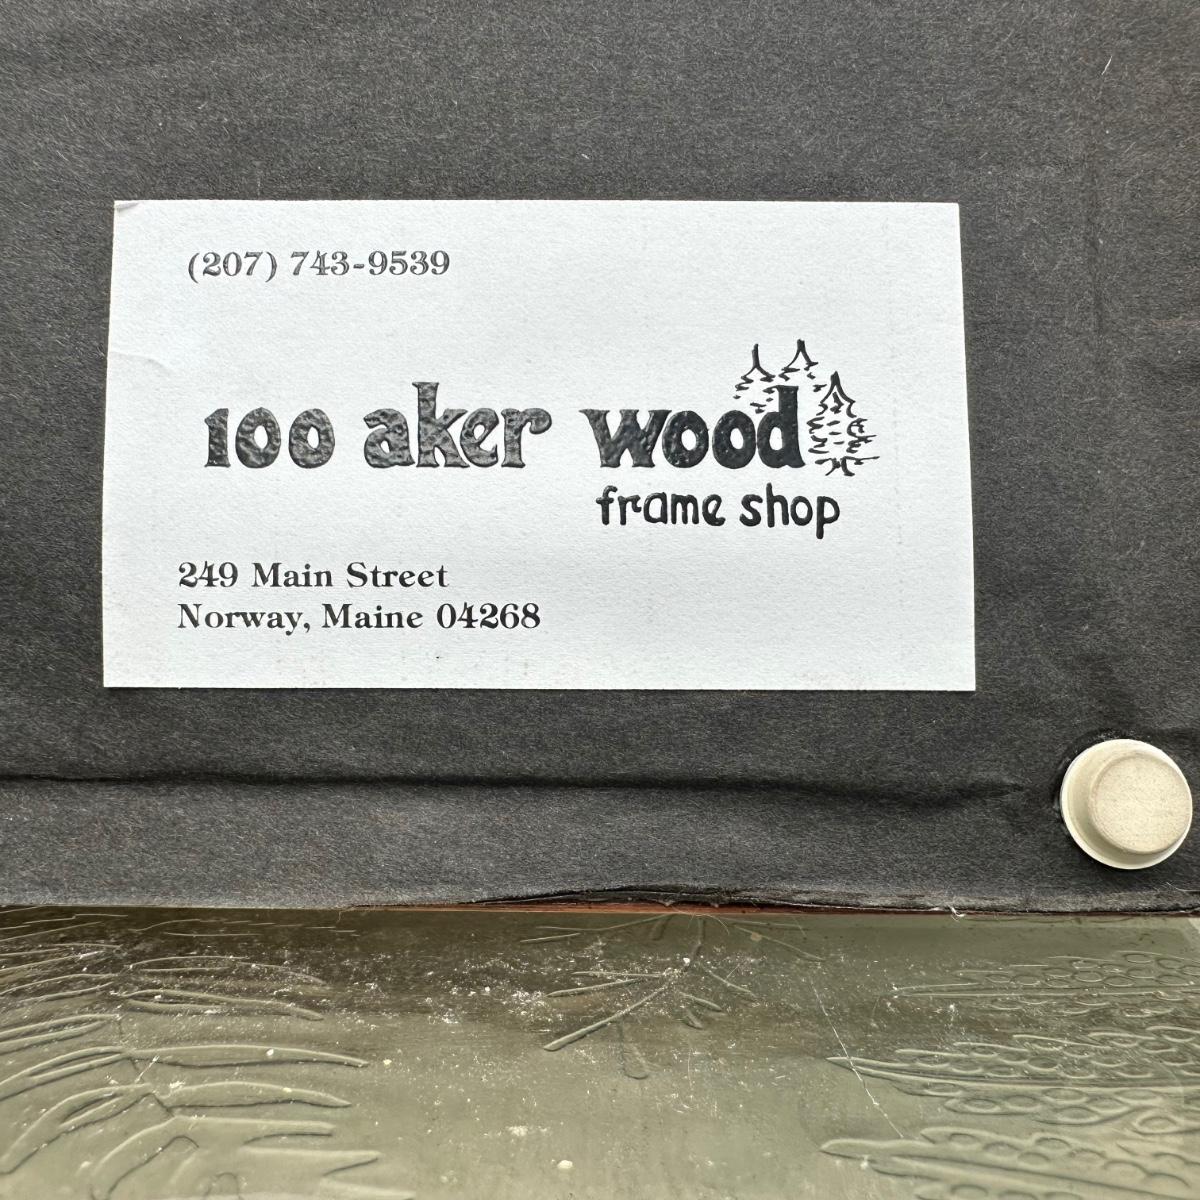 (207) 743-9539
100 aker wood
frame shop
249 Main Street
Norway, Maine 04268